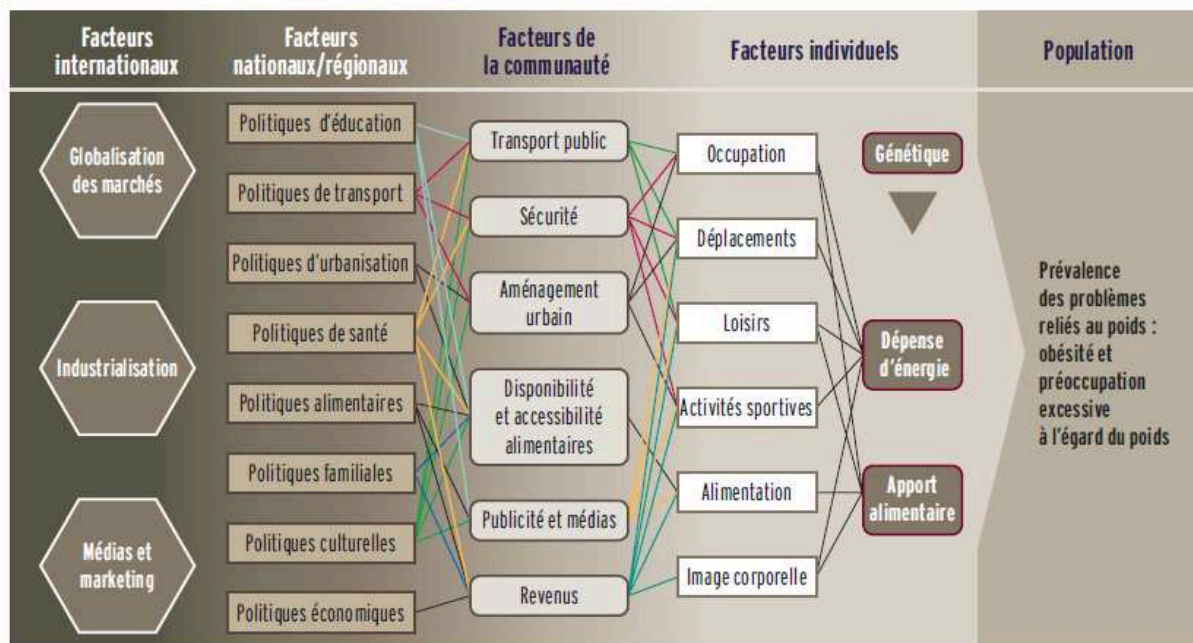 Facteurs
internationaux
Facteurs
nationaux/régionaux
Facteurs de
la communauté
Facteurs individuels
Population
Globalisation
des marchés
Industrialisation
Médias et
marketing
Politiques d'éducation
Politiques de transport
Politiques d'urbanisation
Politiques de santé
Politiques alimentaires
Politiques familiales
Politiques culturelles
Politiques économiques
Transport public
Sécurité
Aménagement
urbain
Disponibilité
et accessibilité
alimentaires
Publicité et médias
Revenus
Occupation
Déplacements
Loisirs
Activités sportives
Alimentation
Image corporelle
Génétique
Dépense
d'énergie
Apport
alimentaire
Prévalence
des problèmes
reliés au poids :
obésité et
préoccupation
excessive
à l'égard du poids